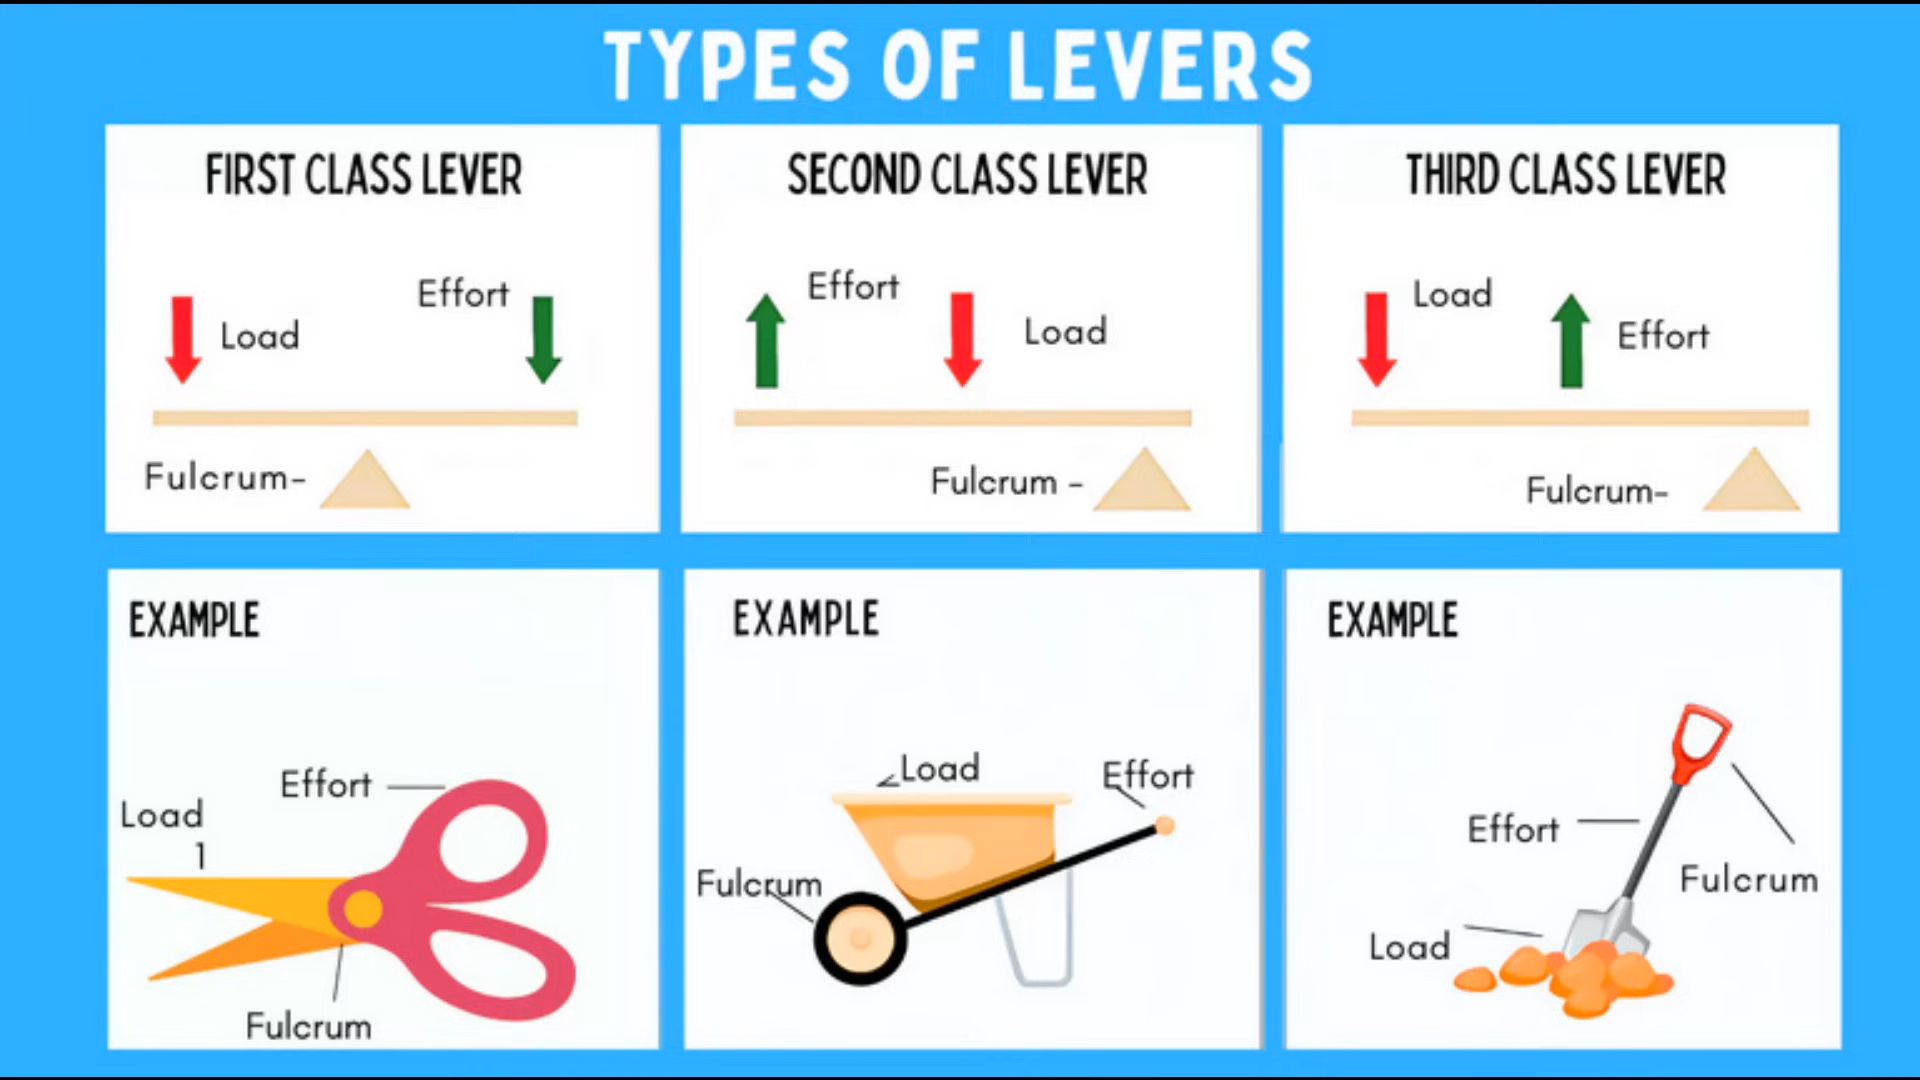 TYPES OF LEVERS
FIRST CLASS LEVER
Load
Effort
Fulcrum-
SECOND CLASS LEVER
Effort
Load
Fulcrum -
THIRD CLASS LEVER
Load
Effort
Fulcrum-
EXAMPLE
Effort
Load
Fulcrum
EXAMPLE
Load
Effort
Fulcrum
EXAMPLE
Effort
Fulcrum
Load